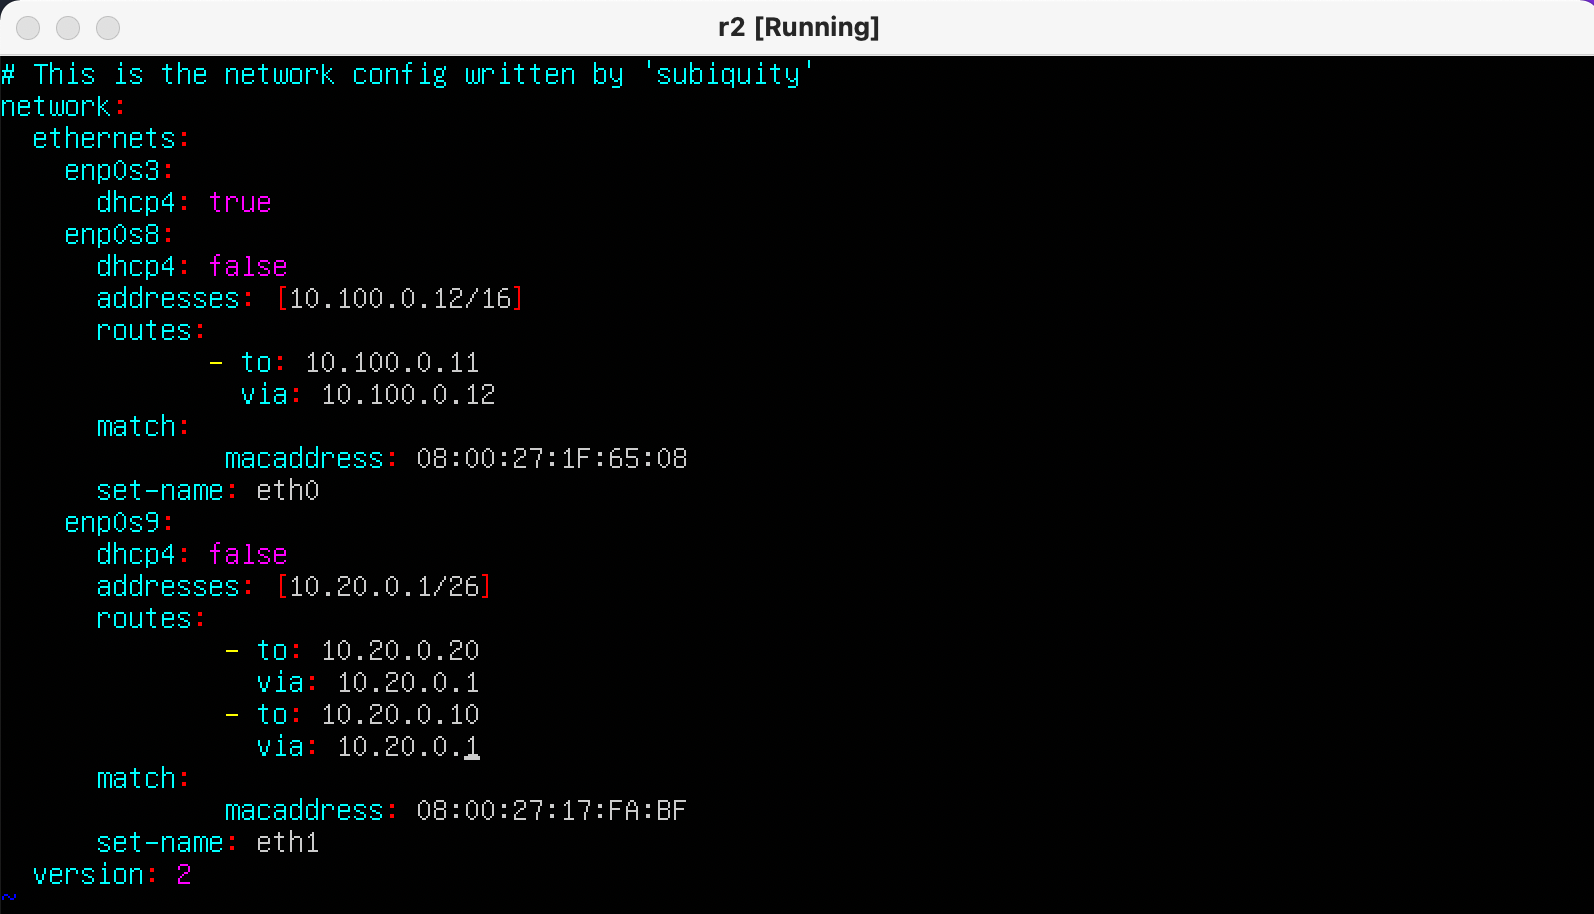 r2 [Running]
# This is the network config written by 'subiquity'
network:
  ethernets:
    enp0s3:
      dhcp4: true
    enp0s8:
      dhcp4: false
      addresses: [10.100.0.12/16]
      routes:
             - to: 10.100.0.11
               via: 10.100.0.12
      match:
              macaddress: 08:00:27:1F:65:08
      set-name: eth0
    enp0s9:
      dhcp4: false
      addresses: [10.20.0.1/26]
      routes:
              - to: 10.20.0.20
                via: 10.20.0.1
              - to: 10.20.0.10
                via: 10.20.0.1
      match:
              macaddress: 08:00:27:17:FA:BF
      set-name: eth1
  version: 2
~